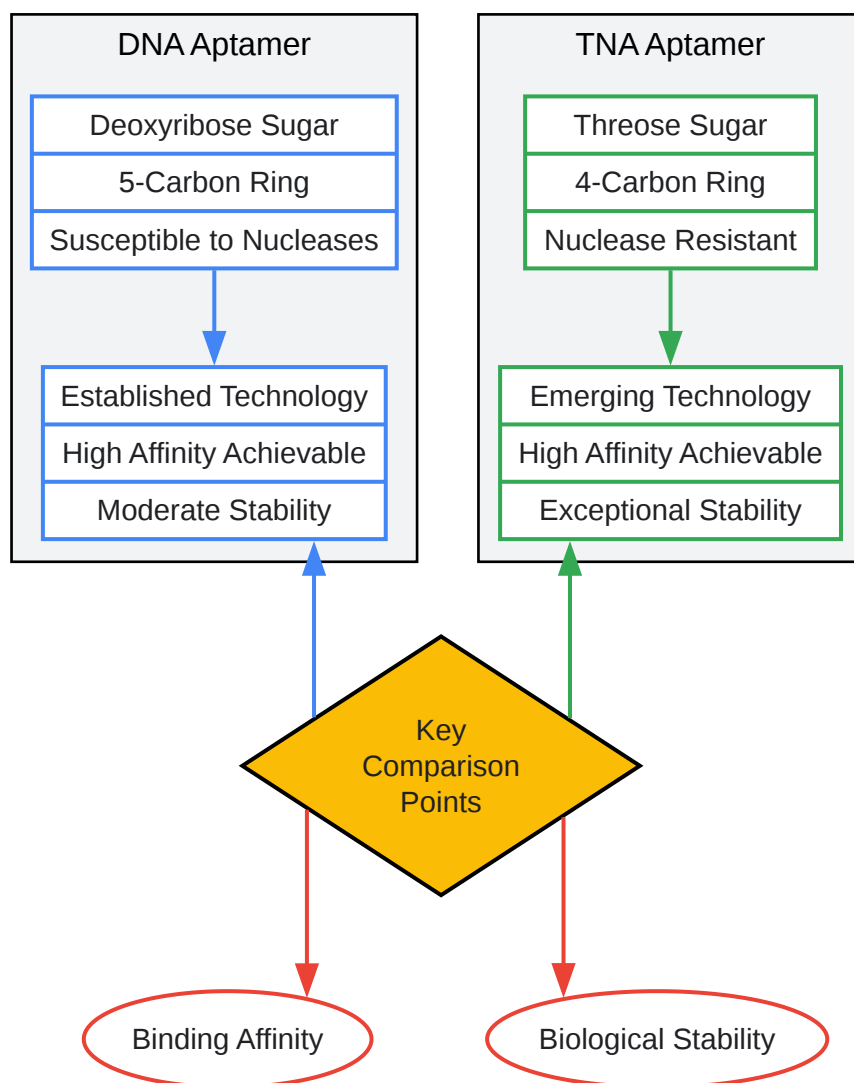 DNA Aptamer
Deoxyribose Sugar
5-Carbon Ring
Susceptible to Nucleases
Established Technology
High Affinity Achievable
Moderate Stability
TNA Aptamer
Threose Sugar
4-Carbon Ring
Nuclease Resistant
Emerging Technology
High Affinity Achievable
Exceptional Stability
Key
Comparison
Points
Binding Affinity
Biological Stability